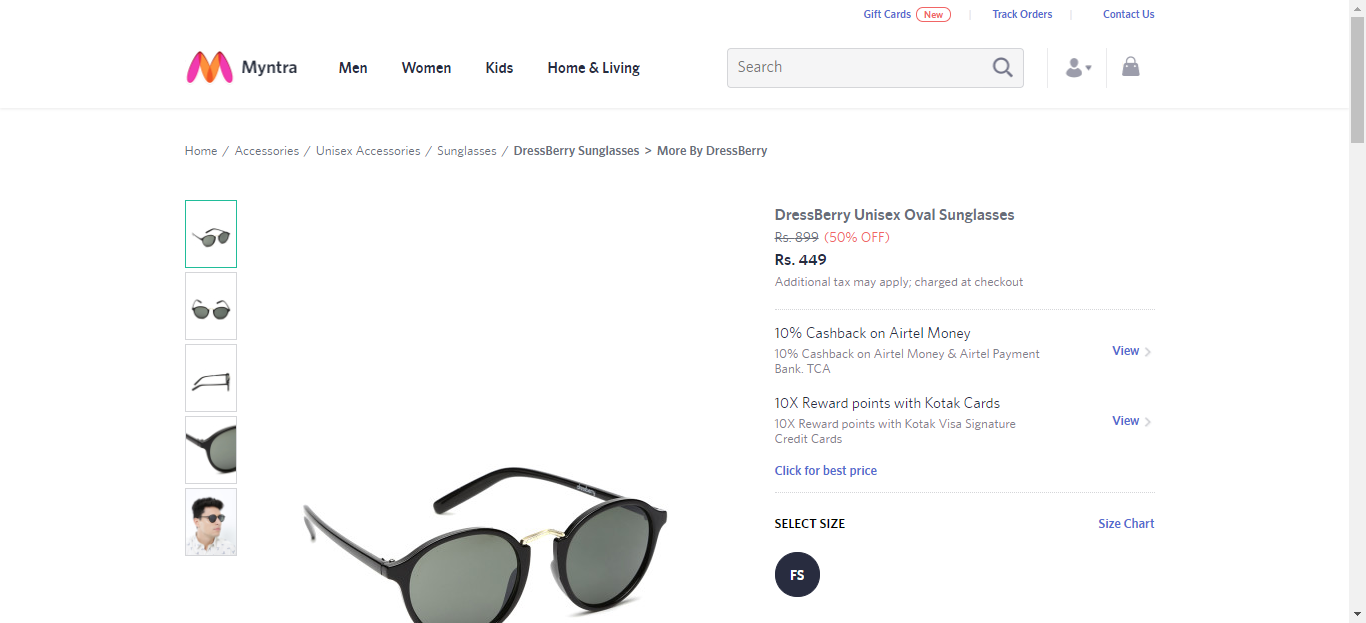 Gift Cards New Track Orders Contact Us
Myntra Men Women Kids Home & Living Search
Home / Accessories / Unisex Accessories / Sunglasses / DressBerry Sunglasses > More By DressBerry
DressBerry Unisex Oval Sunglasses
Rs. 899 (50% OFF)
Rs. 449
Additional tax may apply; charged at checkout
10% Cashback on Airtel Money
10% Cashback on Airtel Money & Airtel Payment
Bank. TCA
View
10X Reward points with Kotak Cards
10X Reward points with Kotak Visa Signature
Credit Cards
View
Click for best price
SELECT SIZE Size Chart
FS